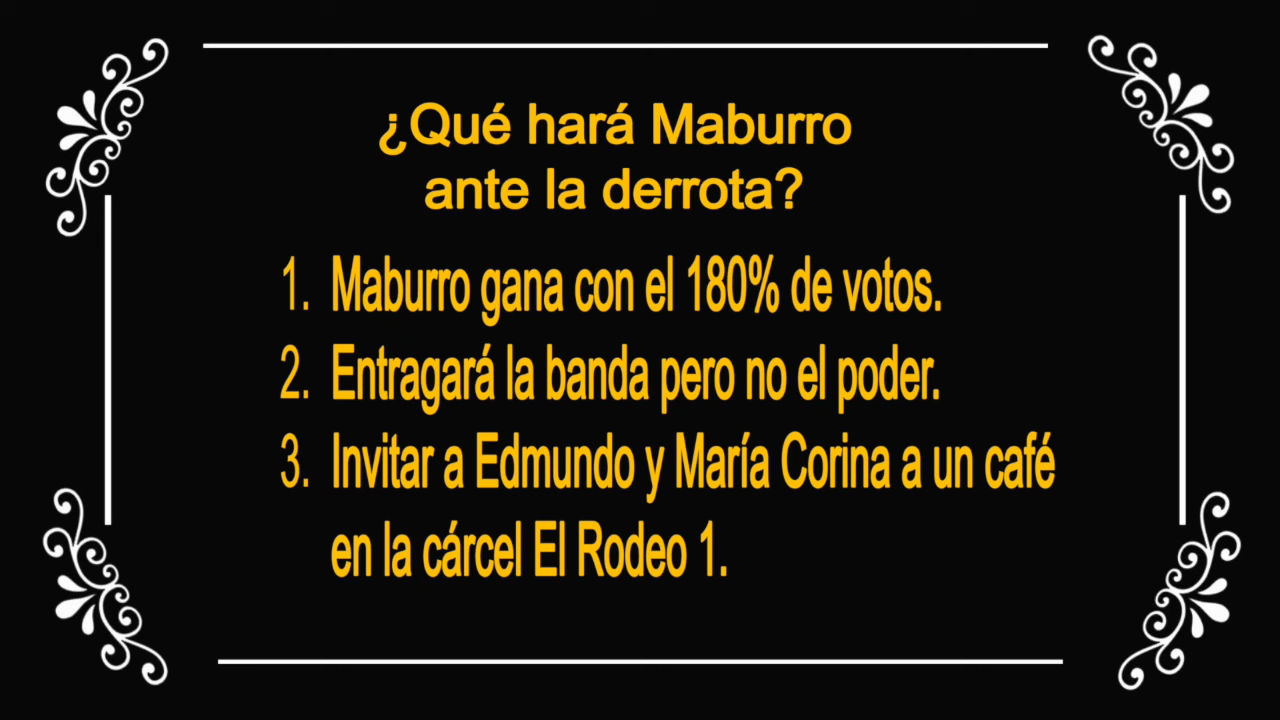 ¿Qué hará Maburro
ante la derrota?
1. Maburro gana con el 180% de votos.
2. Entragará la banda pero no el poder.
3. Invitar a Edmundo y María Corina a un café
en la cárcel El Rodeo 1.